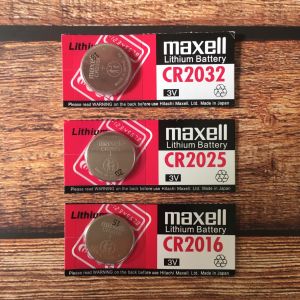 Lithium
maxell
Lithium Battery
CR2032
3V
Please read WARNING on the back before use Hitachi Maxell, Ltd. Made in Japan
Lithium
maxell
Lithium Battery
CR2025
3V
Please read WARNING on the back before use Hitachi Maxell, Ltd. Made in Japan
Lithium
maxell
Lithium Battery
CR2016
3V
Please read WARNING on the back before use Hitachi Maxell, Ltd. Made in Japan